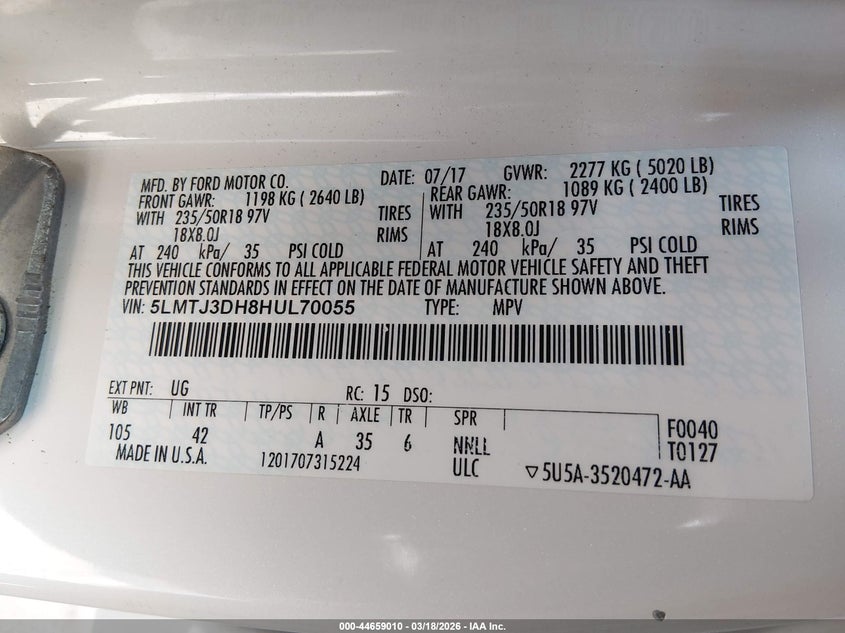 MFD. BY FORD MOTOR CO. DATE: 07/17 GVWR: 2277 KG ( 5020 LB)
FRONT GAWR: 1198 KG ( 2640 LB) REAR GAWR: 1089 KG ( 2400 LB)
WITH 235/50R18 97V TIRES WITH 235/50R18 97V TIRES
18X8.0J RIMS 18X8.0J RIMS
AT 240 kPa/ 35 PSI COLD AT 240 kPa/ 35 PSI COLD
THIS VEHICLE CONFORMS TO ALL APPLICABLE FEDERAL MOTOR VEHICLE SAFETY AND THEFT
PREVENTION STANDARDS IN EFFECT ON THE DATE OF MANUFACTURE SHOWN ABOVE.
VIN: 5LMTJ3DH8HUL70055 TYPE: MPV
EXT PNT: UG RC: 15 DSO:
WB INT TR TP/PS R AXLE TR SPR F0040
105 42 A 35 6 NNLL T0127
MADE IN U.S.A. 1201707315224 ULC ▽5U5A-3520472-AA
000-44659010 | 03/18/2026 | IAA Inc.